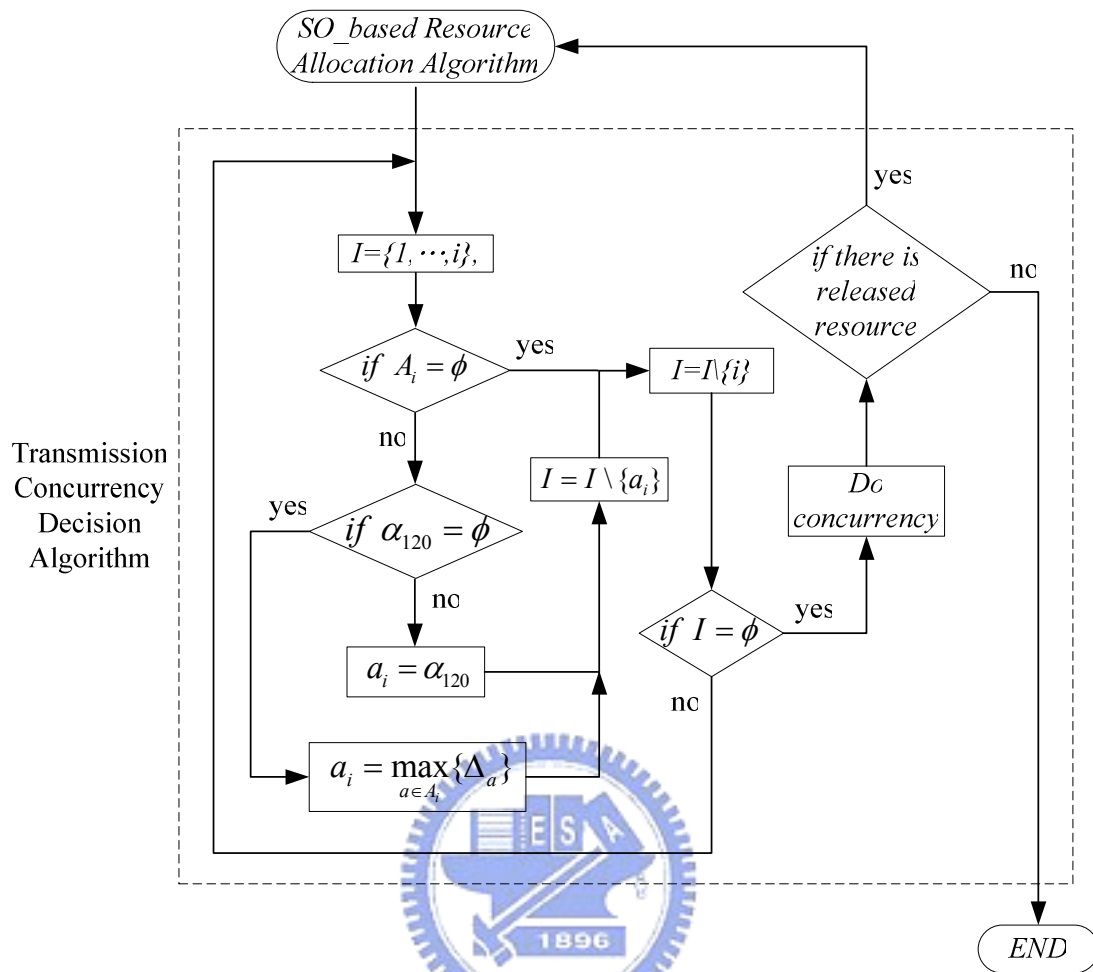 SO_based Resource
Allocation Algorithm
yes
I={1, ⋯,i},
if there is
released
resource
no
if A_i = ϕ
yes
I=I\{i}
no
I = I \ {a_i}
Do
concurrency
Transmission
Concurrency
Decision
Algorithm
yes
if α_120 = ϕ
no
if I = ϕ
yes
a_i = α_120
no
a_i = max_{a∈A_i}{Δ_a}
E S A
1896
END